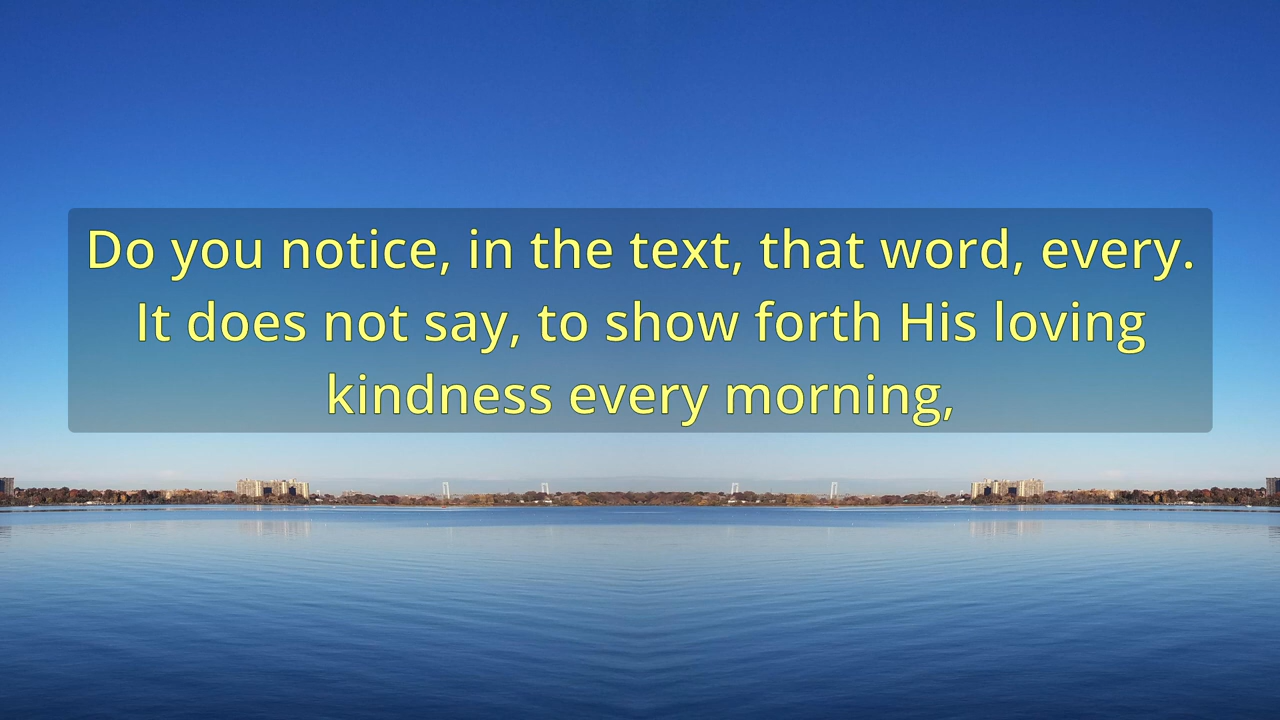 Do you notice, in the text, that word, every.
It does not say, to show forth His loving
kindness every morning,